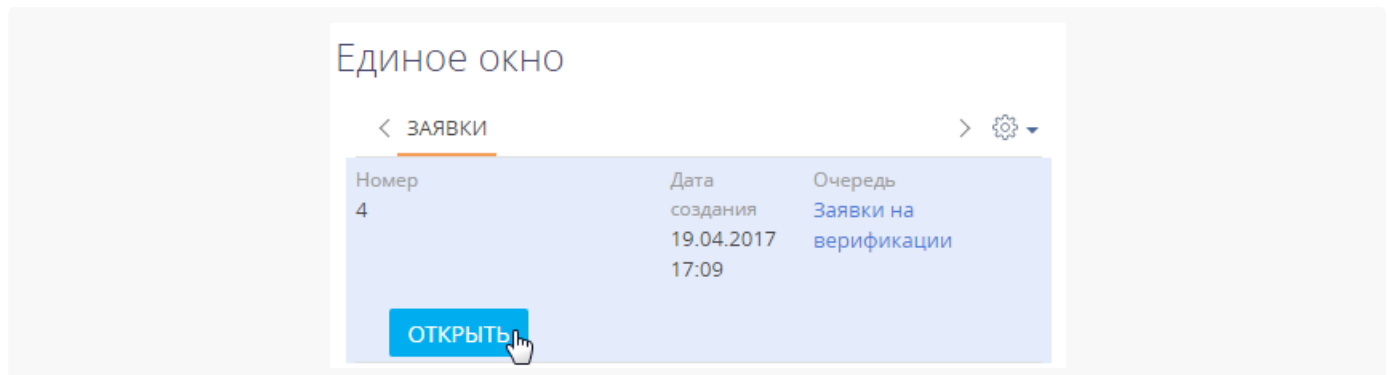 Единое окно
ЗАЯВКИ
Номер
4
Дата
создания
19.04.2017
17:09
Очередь
Заявки на
верификации
ОТКРЫТЬ